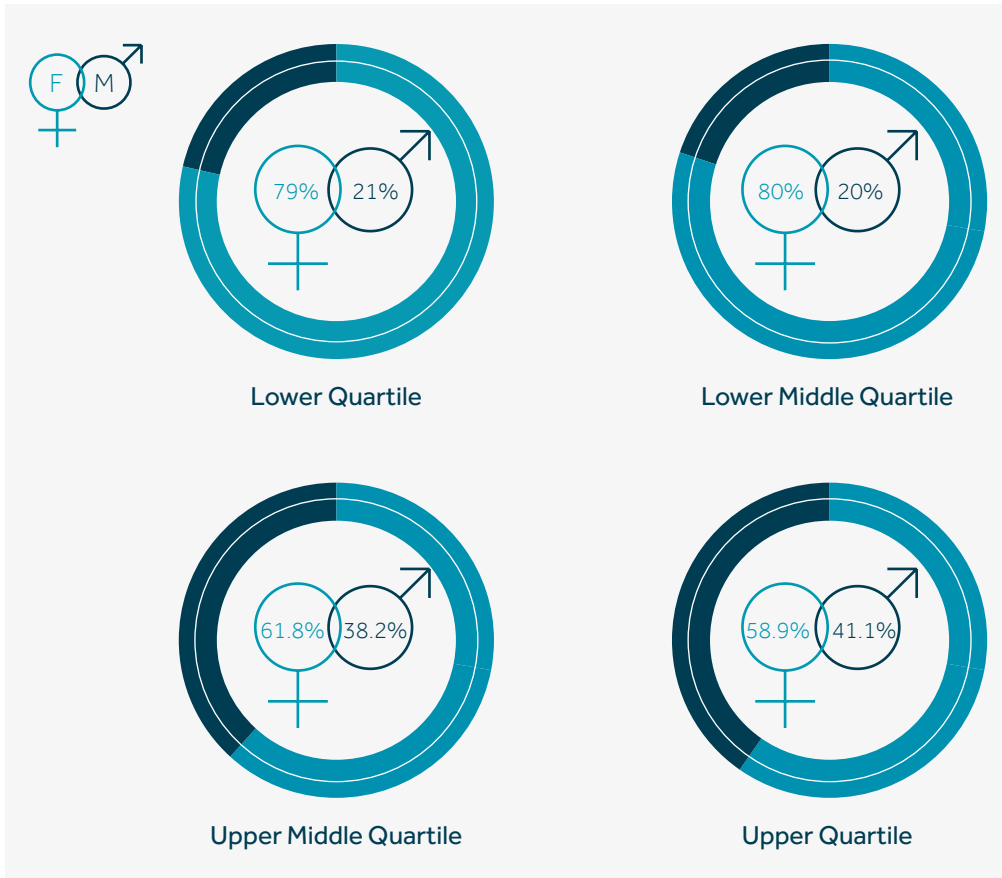 F M
79% 21%
80% 20%
Lower Quartile
Lower Middle Quartile
61.8% 38.2%
58.9% 41.1%
Upper Middle Quartile
Upper Quartile